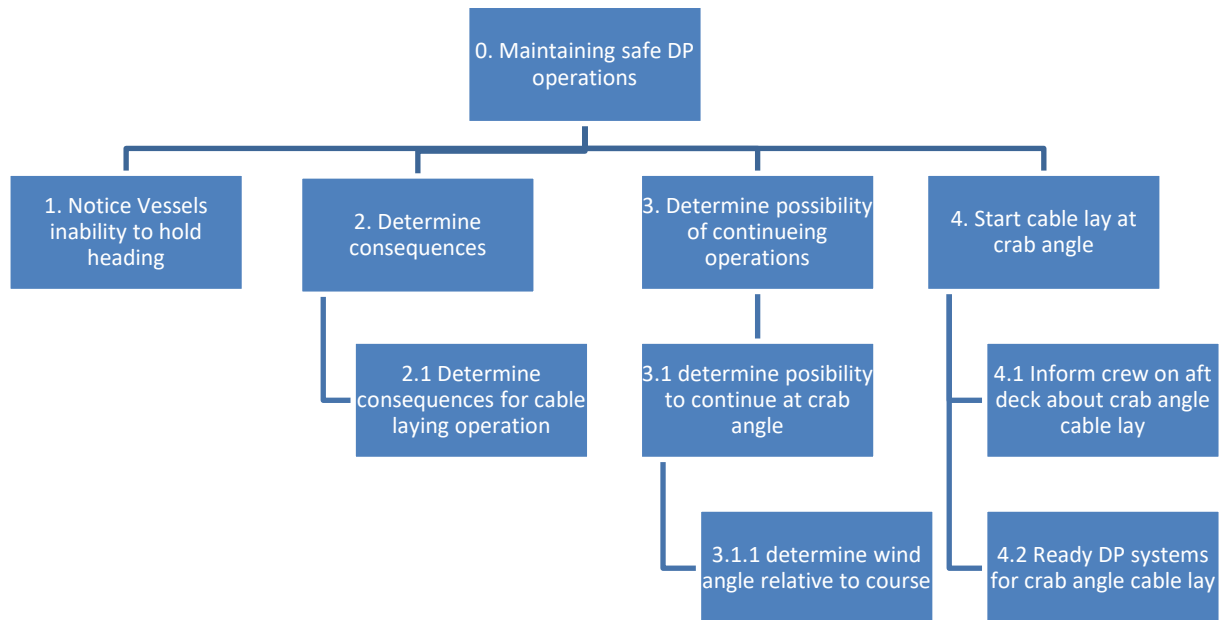 0. Maintaining safe DP
operations
1. Notice Vessels
inability to hold
heading
2. Determine
consequences
3. Determine possibility
of continueing
operations
4. Start cable lay at
crab angle
2.1 Determine
consequences for cable
laying operation
3.1 determine posibility
to continue at crab
angle
4.1 Inform crew on aft
deck about crab angle
cable lay
3.1.1 determine wind
angle relative to course
4.2 Ready DP systems
for crab angle cable lay